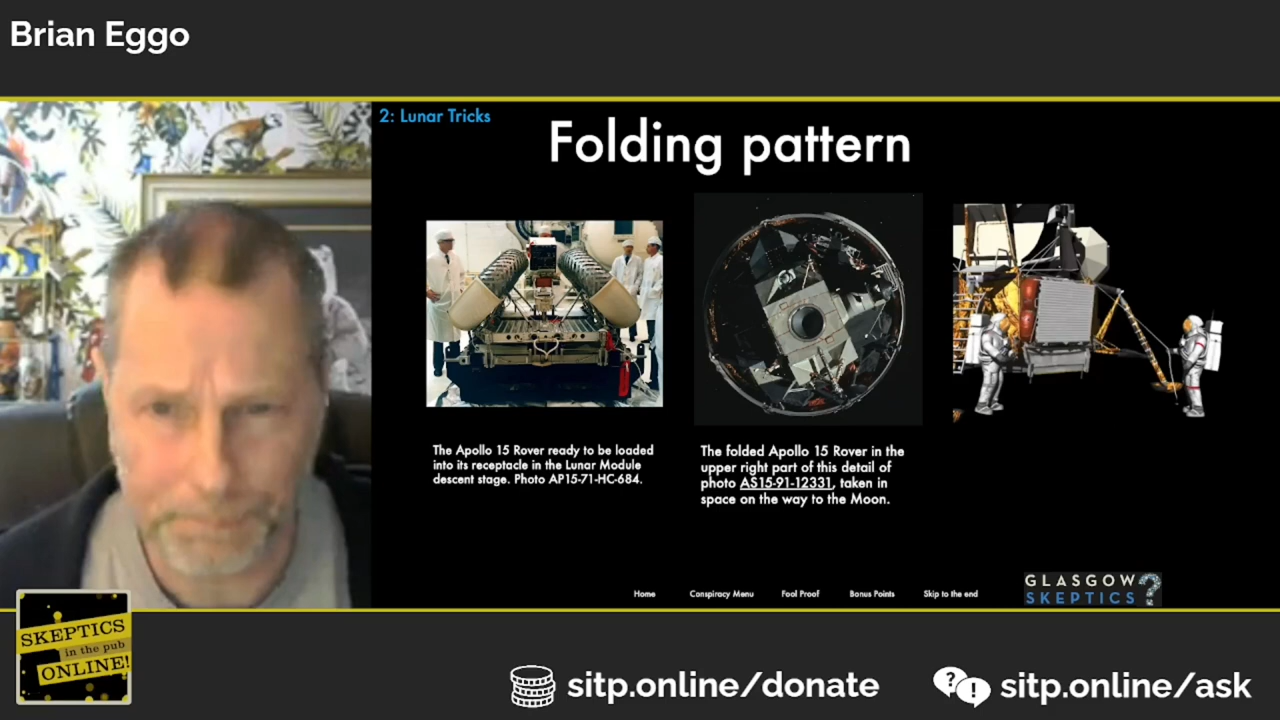 Brian Eggo
2: Lunar Tricks
Folding pattern
The Apollo 15 Rover ready to be loaded
into its receptacle in the Lunar Module
descent stage. Photo AP15-71-HC-684.
The folded Apollo 15 Rover in the
upper right part of this detail of
photo AS15-91-12331, taken in
space on the way to the Moon.
Home
Conspiracy Menu
Fool Proof
Bonus Points
Skip to the end
GLASGOW
SKEPTICS
?
SKEPTICS
in the pub
ONLINE!
sitp.online/donate
? !
sitp.online/ask